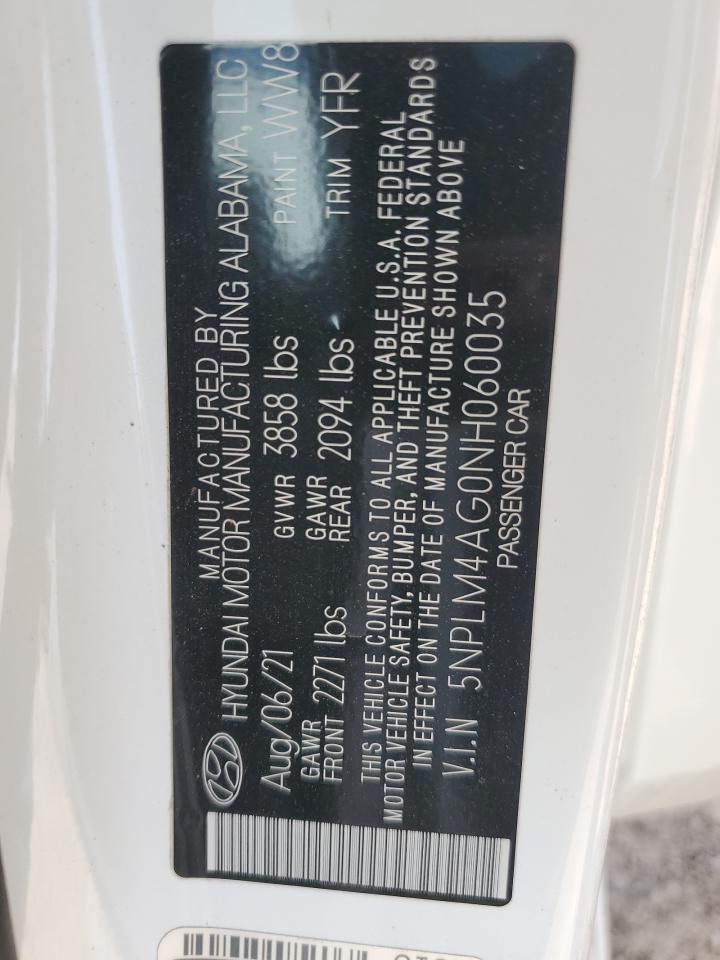 MANUFACTURED BY
HYUNDAI MOTOR MANUFACTURING ALABAMA, LLC
Aug/06/21 GVWR 3858 lbs PAINT WW8
GAWR FRONT 2271 lbs GAWR REAR 2094 lbs TRIM YFR
THIS VEHICLE CONFORMS TO ALL APPLICABLE U.S.A. FEDERAL
MOTOR VEHICLE SAFETY, BUMPER, AND THEFT PREVENTION STANDARDS
IN EFFECT ON THE DATE OF MANUFACTURE SHOWN ABOVE
V.I.N 5NPLM4AG0NH060035
PASSENGER CAR